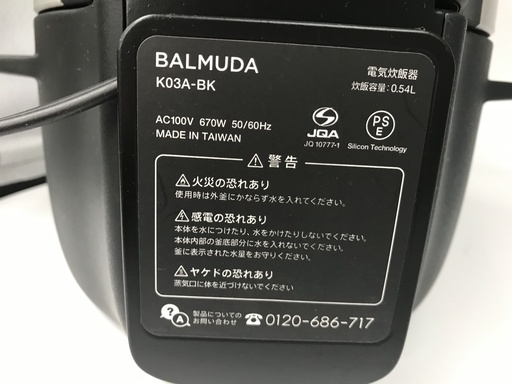 BALMUDA
K03A-BK
電気炊飯器
炊飯容量: 0.54L
AC100V 670W 50/60Hz
MADE IN TAIWAN
JQA
JQ 10777-1
PS
E
Silicon Technology
警告
火災の恐れあり
使用時は外釜にかならず水を入れてください。
感電の恐れあり
本体を水につけたり、水をかけたりしないでください。
本体内部の釜底部分に水を入れないでください。
釜に表示された水量をお守りください。
ヤケドの恐れあり
蒸気口に体を近づけないでください
?A
製品についての
お問い合わせ
0120-686-717